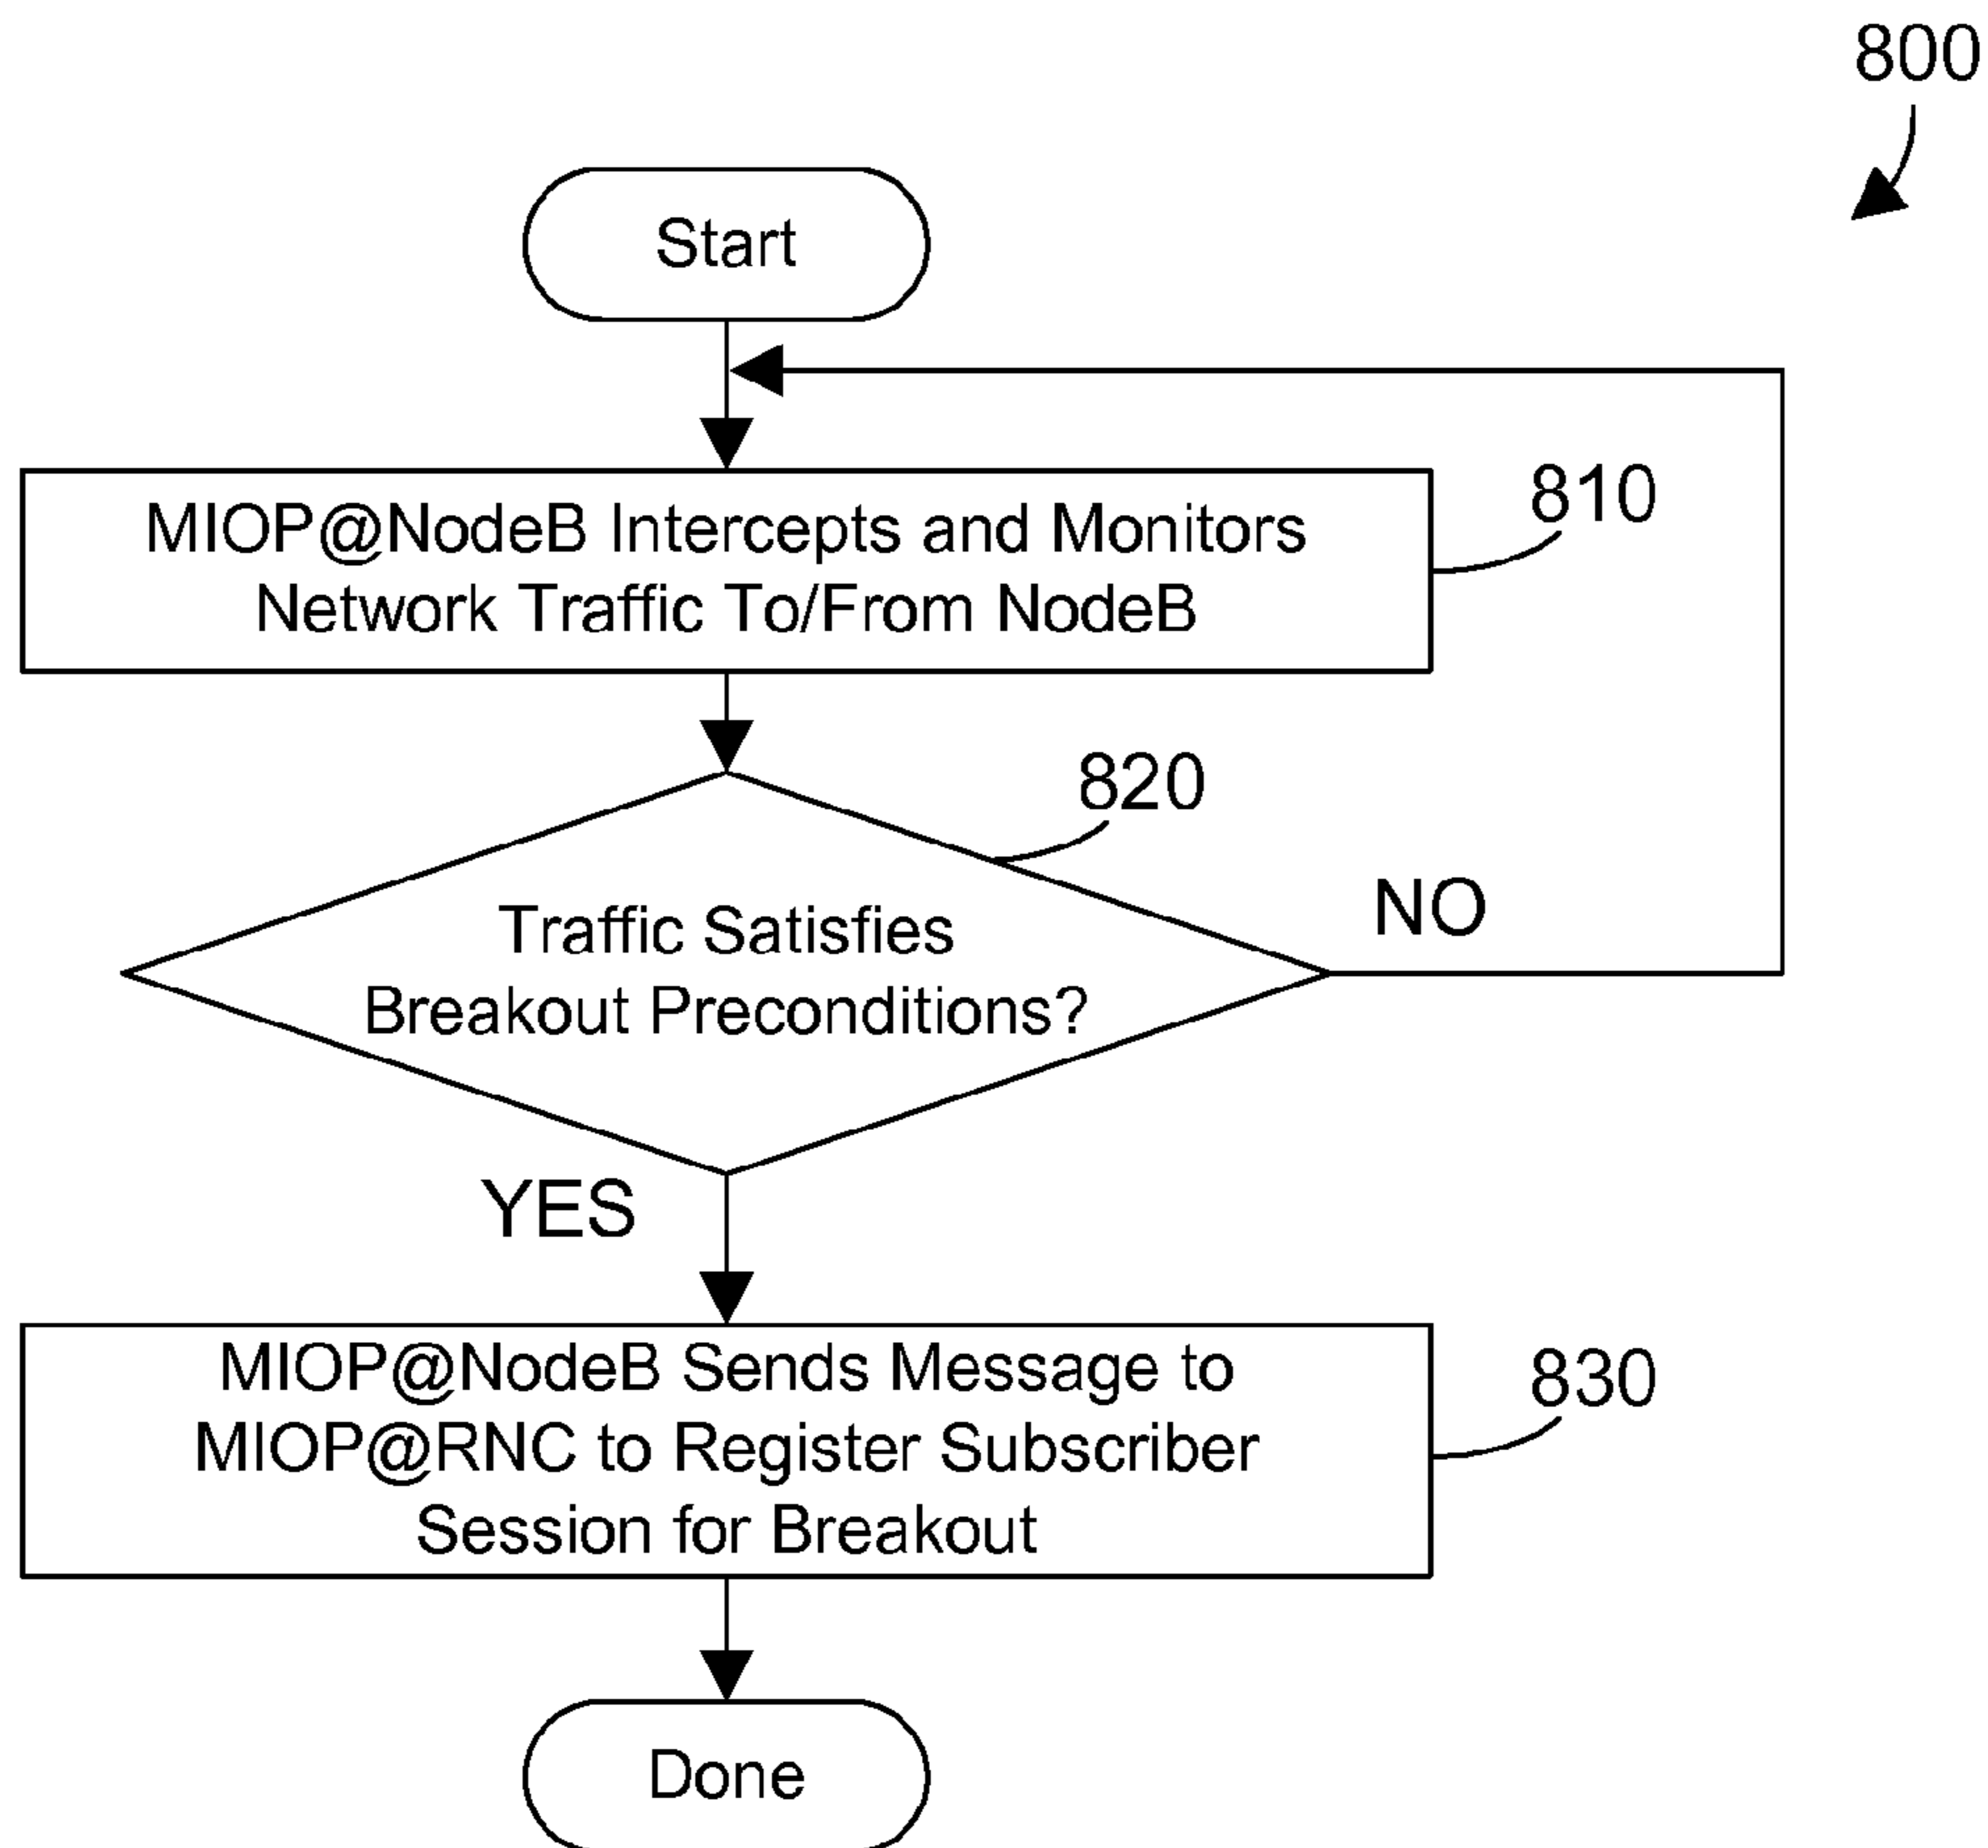 800
Start
MIOP@NodeB Intercepts and Monitors
Network Traffic To/From NodeB
810
820
Traffic Satisfies
Breakout Preconditions?
NO
YES
MIOP@NodeB Sends Message to
MIOP@RNC to Register Subscriber
Session for Breakout
830
Done